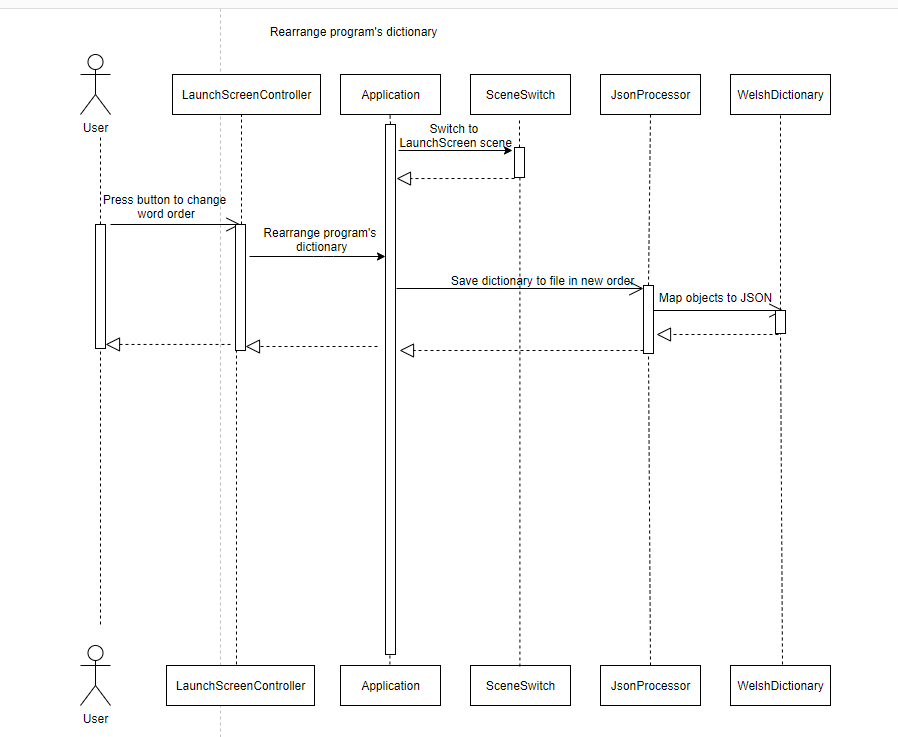 Rearrange program's dictionary
User
LaunchScreenController
Application
SceneSwitch
JsonProcessor
WelshDictionary
Switch to
LaunchScreen scene
Press button to change
word order
Rearrange program's
dictionary
Save dictionary to file in new order
Map objects to JSON
User
LaunchScreenController
Application
SceneSwitch
JsonProcessor
WelshDictionary